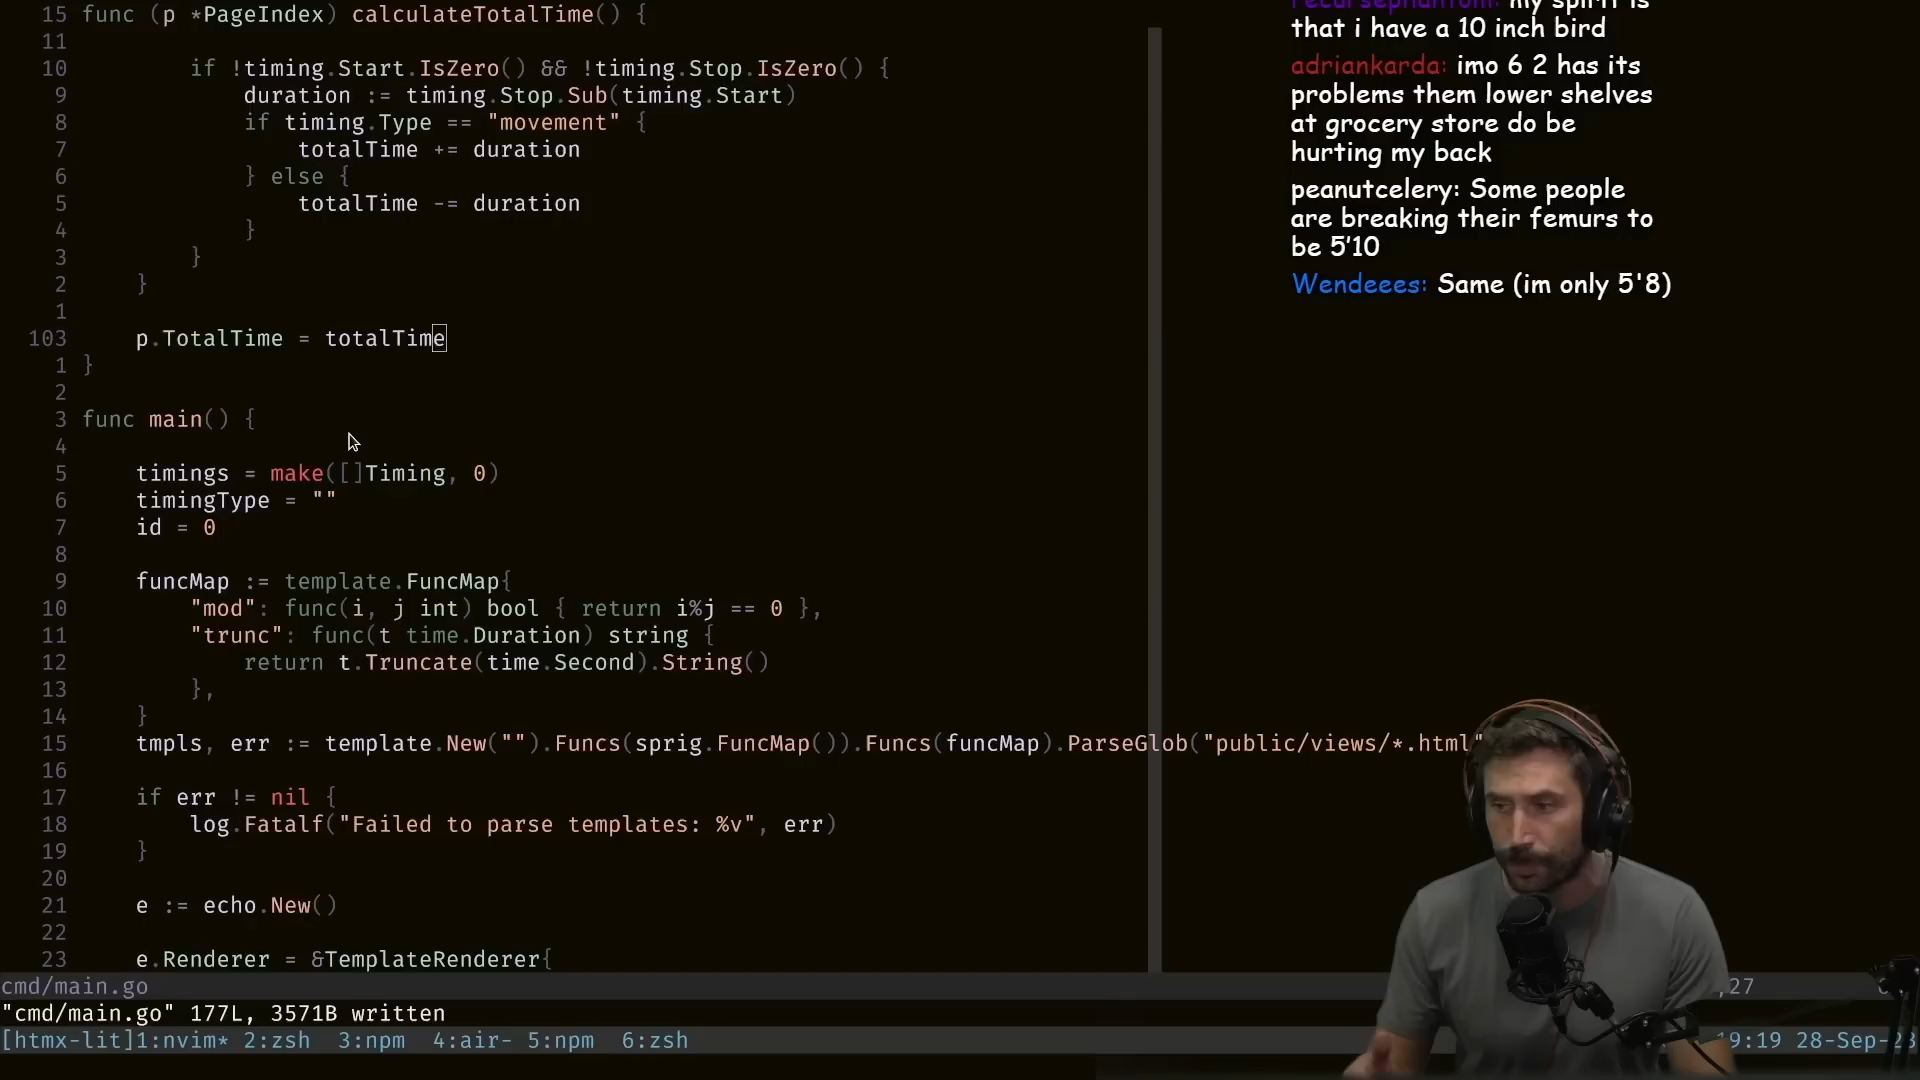 15 func (p *PageIndex) calculateTotalTime() {
11
10 if !timing.Start.IsZero() && !timing.Stop.IsZero() {
9 duration := timing.Stop.Sub(timing.Start)
8 if timing.Type == "movement" {
7 totalTime += duration
6 } else {
5 totalTime -= duration
4 }
3 }
2 }
1
103 p.TotalTime = totalTime
1 }
2
3 func main() {
4
5 timings = make([]Timing, 0)
6 timingType = ""
7 id = 0
8
9 funcMap := template.FuncMap{
10 "mod": func(i, j int) bool { return i%j == 0 },
11 "trunc": func(t time.Duration) string {
12 return t.Truncate(time.Second).String()
13 },
14 }
15 tmpls, err := template.New("").Funcs(sprig.FuncMap()).Funcs(funcMap).ParseGlob("public/views/*.html"
16
17 if err != nil {
18 log.Fatalf("Failed to parse templates: %v", err)
19 }
20
21 e := echo.New()
22
23 e.Renderer = &TemplateRenderer{
cmd/main.go ,27
"cmd/main.go" 177L, 3571B written
[htmx-lit]1:nvim* 2:zsh 3:npm 4:air- 5:npm 6:zsh 9:19 28-Sep-23
my spirit is
that i have a 10 inch bird
adriankarda: imo 6 2 has its
problems them lower shelves
at grocery store do be
hurting my back
peanutcelery: Some people
are breaking their femurs to
be 5'10
Wendeees: Same (im only 5'8)